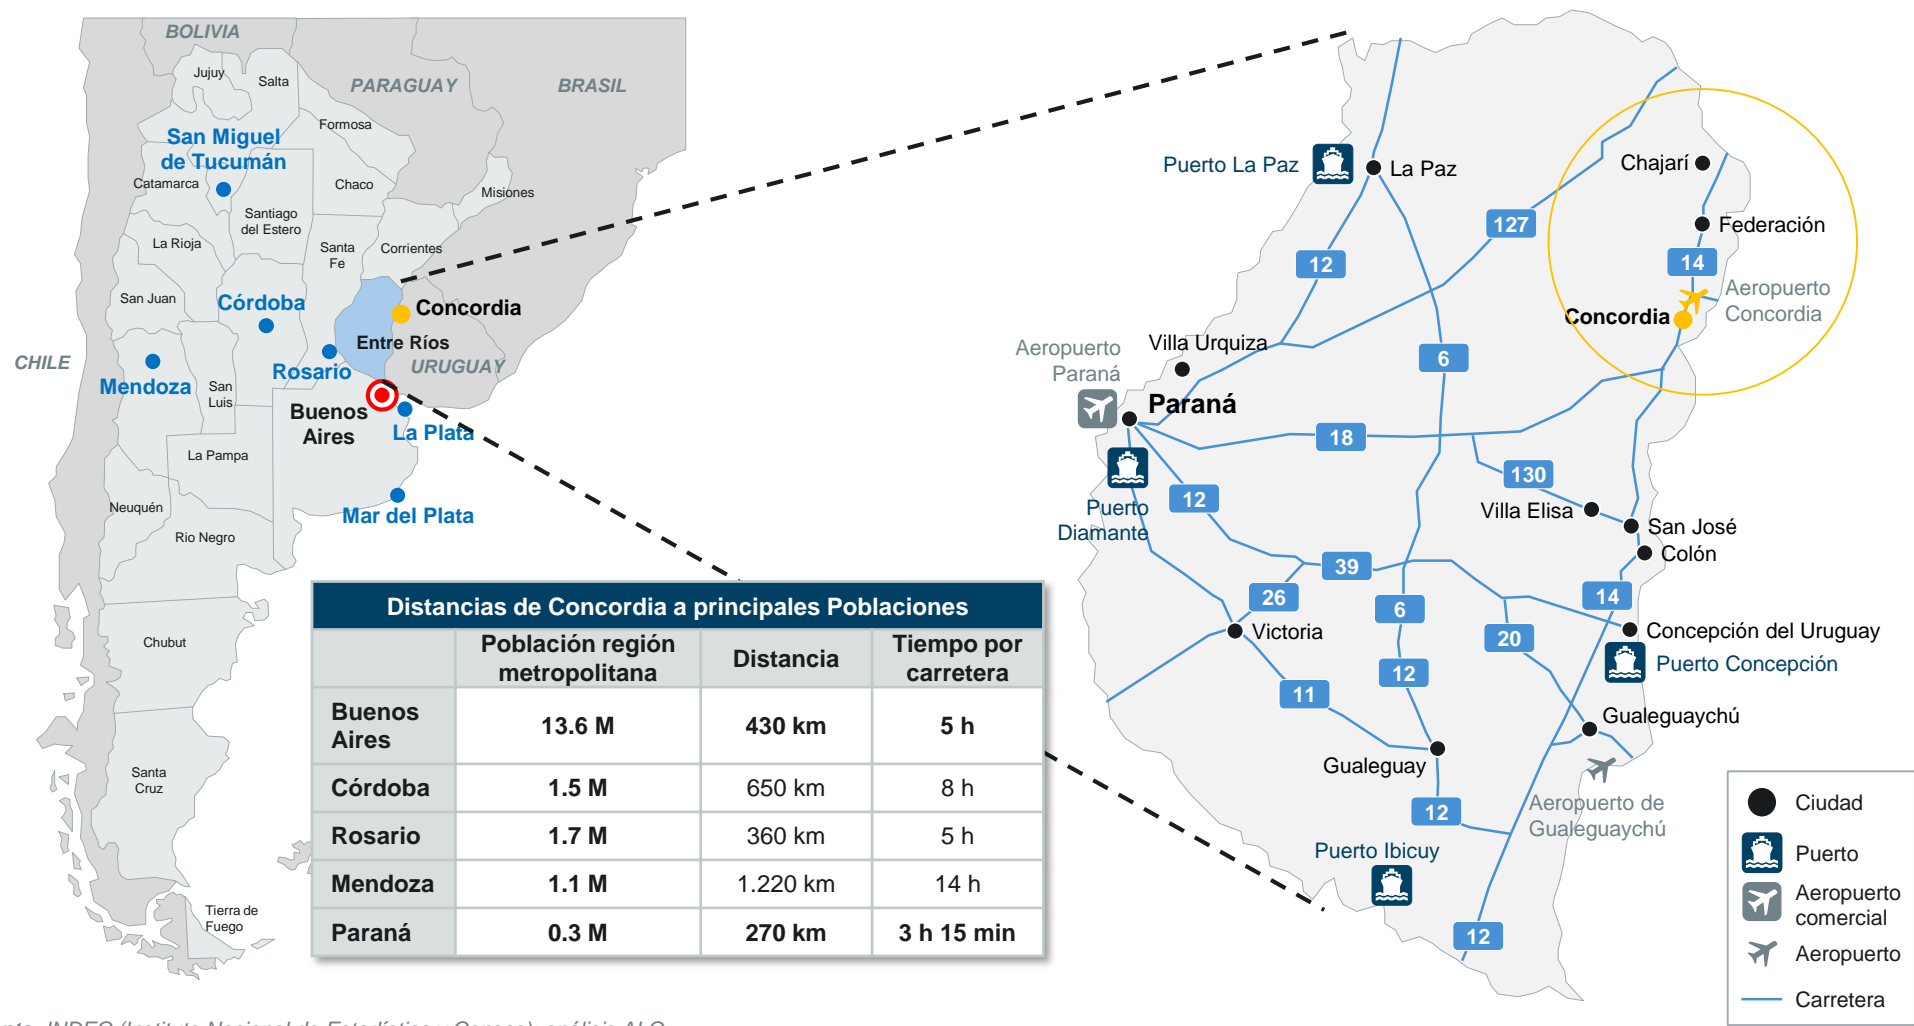 BOLIVIA
PARAGUAY
BRASIL
CHILE
URUGUAY
Jujuy
Salta
Formosa
San Miguel
de Tucumán
Catamarca
Chaco
Misiones
Santiago
del Estero
La Rioja
Santa
Fe
Corrientes
San Juan
Córdoba
Concordia
Entre Ríos
Rosario
Mendoza
San
Luis
Buenos
Aires
La Plata
La Pampa
Neuquén
Mar del Plata
Rio Negro
Chubut
Santa
Cruz
Tierra de
Fuego
Distancias de Concordia a principales Poblaciones
Población región
metropolitana
Distancia
Tiempo por
carretera
Buenos
Aires
13.6 M
430 km
5 h
Córdoba
1.5 M
650 km
8 h
Rosario
1.7 M
360 km
5 h
Mendoza
1.1 M
1.220 km
14 h
Paraná
0.3 M
270 km
3 h 15 min
Puerto La Paz
La Paz
Chajarí
127
Federación
12
14
Aeropuerto
Concordia
Concordia
Villa Urquiza
Aeropuerto
Paraná
6
Paraná
18
130
12
Puerto
Diamante
Villa Elisa
San José
Colón
39
26
6
14
Victoria
20
Concepción del Uruguay
Puerto Concepción
12
11
Gualeguaychú
Gualeguay
12
Aeropuerto de
Gualeguaychú
Puerto Ibicuy
12
Ciudad
Puerto
Aeropuerto
comercial
Aeropuerto
Carretera